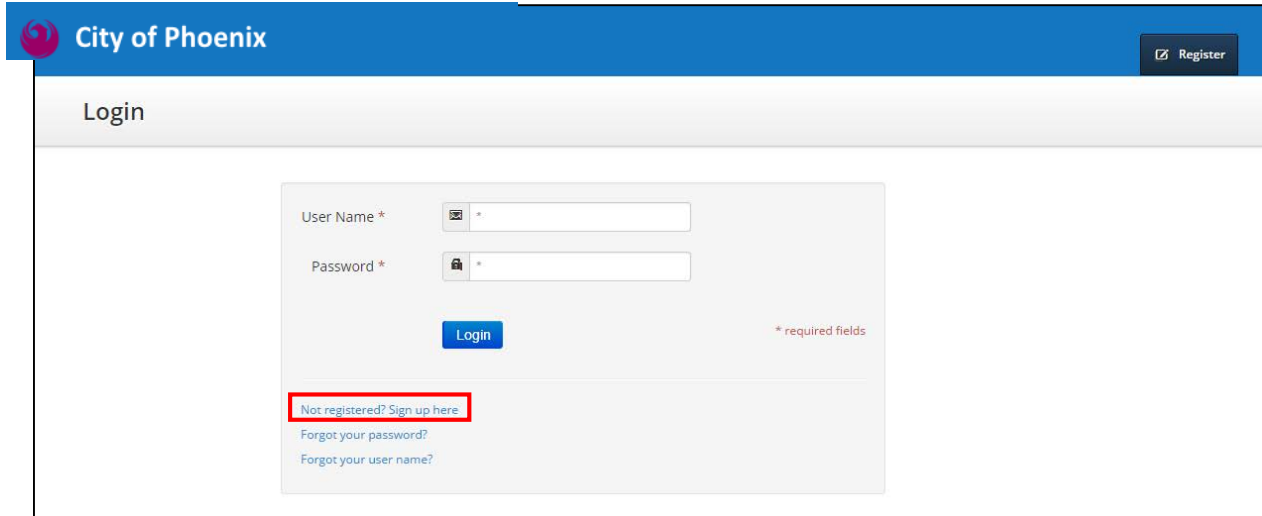 City of Phoenix
Register
Login
User Name *
*
Password *
*
Login
* required fields
Not registered? Sign up here
Forgot your password?
Forgot your user name?